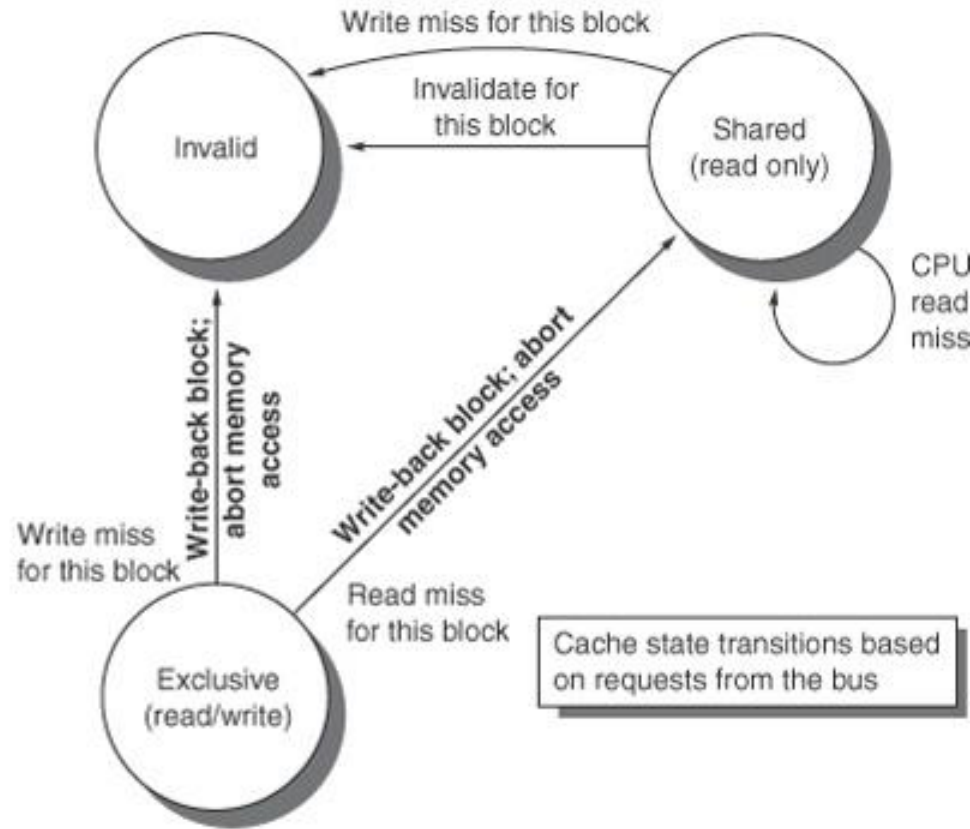 Write miss for this block
Invalidate for
this block
Invalid
Shared
(read only)
CPU
read
miss
Write-back block;
abort memory
access
Write-back block; abort
memory access
Write miss
for this block
Read miss
for this block
Exclusive
(read/write)
Cache state transitions based
on requests from the bus